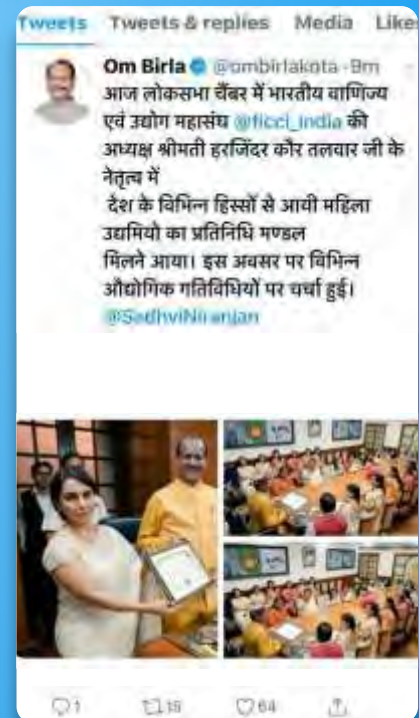 Tweets Tweets & replies Media Likes
Om Birla @ombirlakota · 9m
आज लोकसभा चैंबर में भारतीय वाणिज्य
एवं उद्योग महासंघ @ficci_india की
अध्यक्ष श्रीमती हरजिंदर कौर तलवार जी के
नेतृत्व में
देश के विभिन्न हिस्सों से आयी महिला
उद्यमियो का प्रतिनिधि मण्डल
मिलने आया। इस अवसर पर विभिन्न
औद्योगिक गतिविधियों पर चर्चा हुई।
@SadhviNiranjan
1 19 64